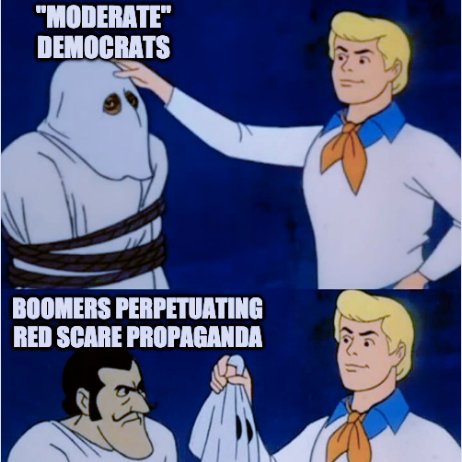 "MODERATE"
DEMOCRATS
BOOMERS PERPETUATING
RED SCARE PROPAGANDA